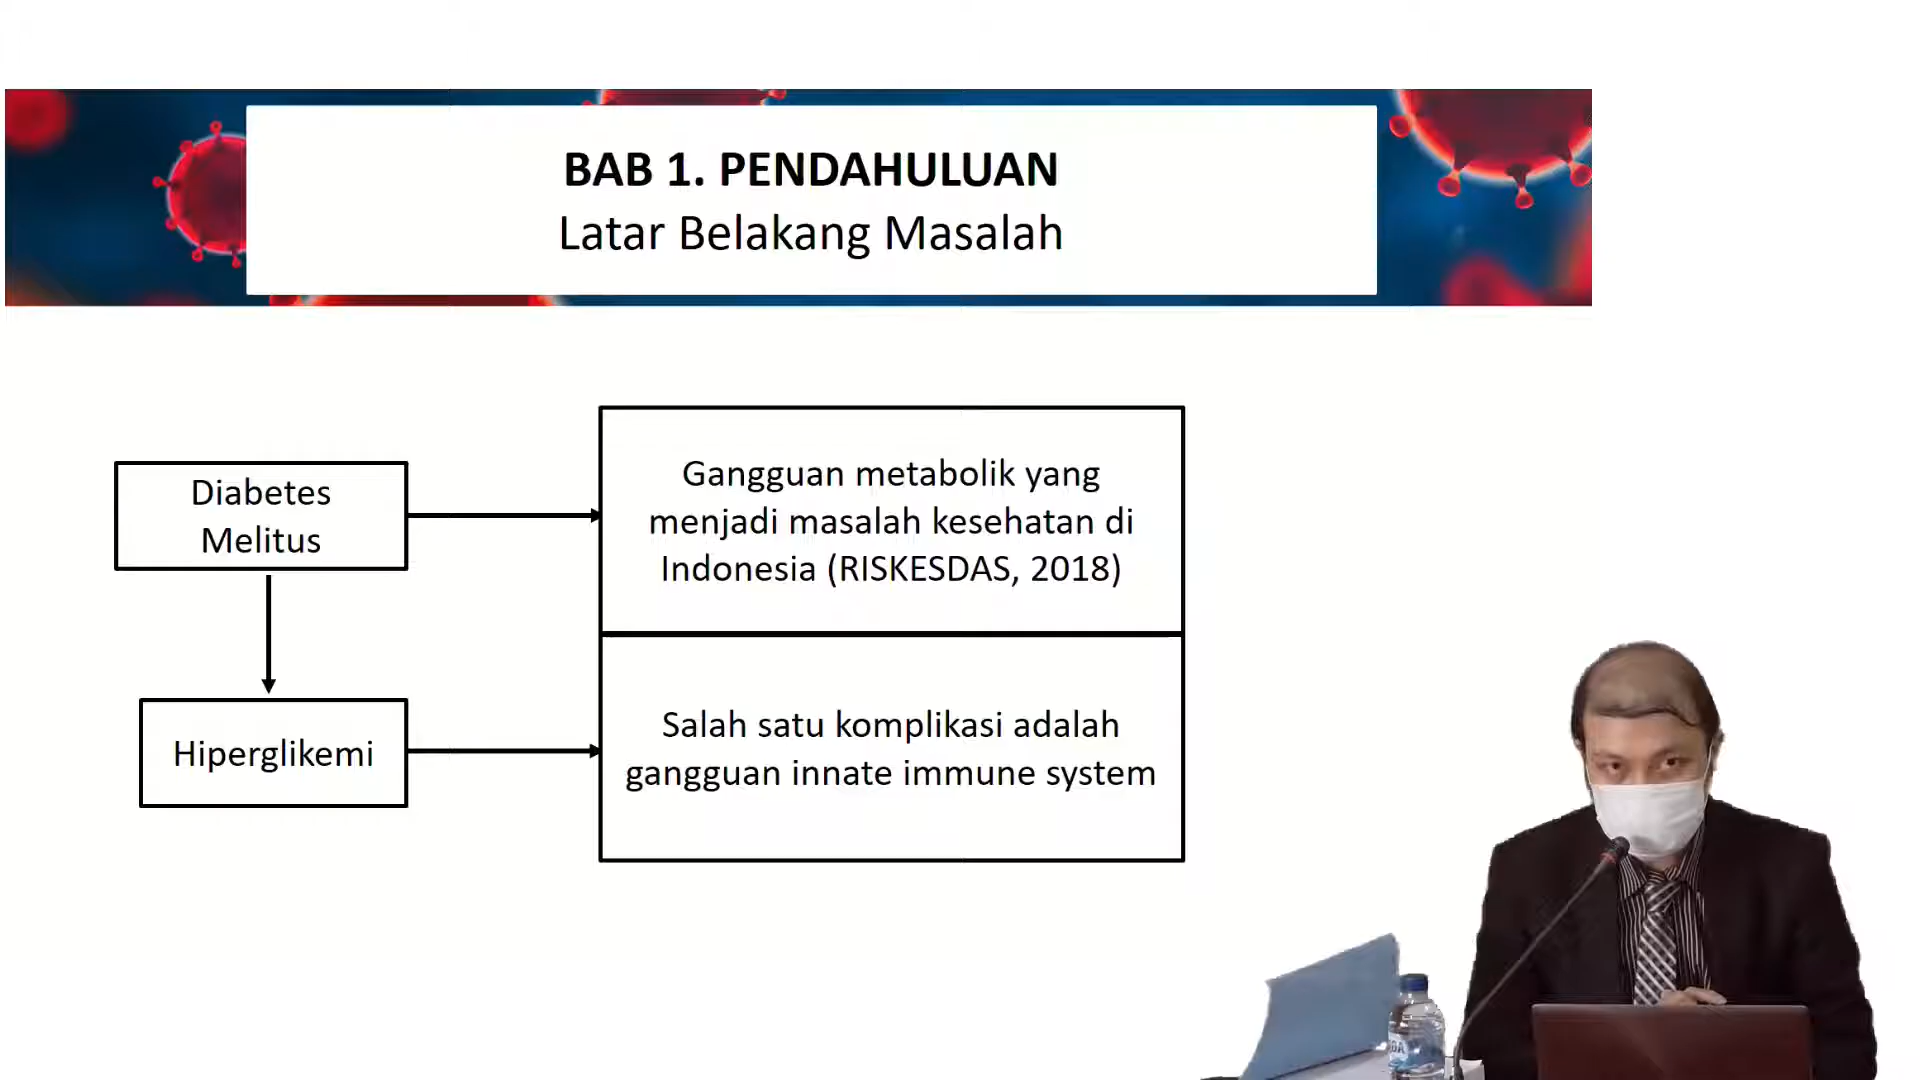 BAB 1. PENDAHULUAN
Latar Belakang Masalah
Diabetes
Melitus
Gangguan metabolik yang
menjadi masalah kesehatan di
Indonesia (RISKESDAS, 2018)
Hiperglikemi
Salah satu komplikasi adalah
gangguan innate immune system